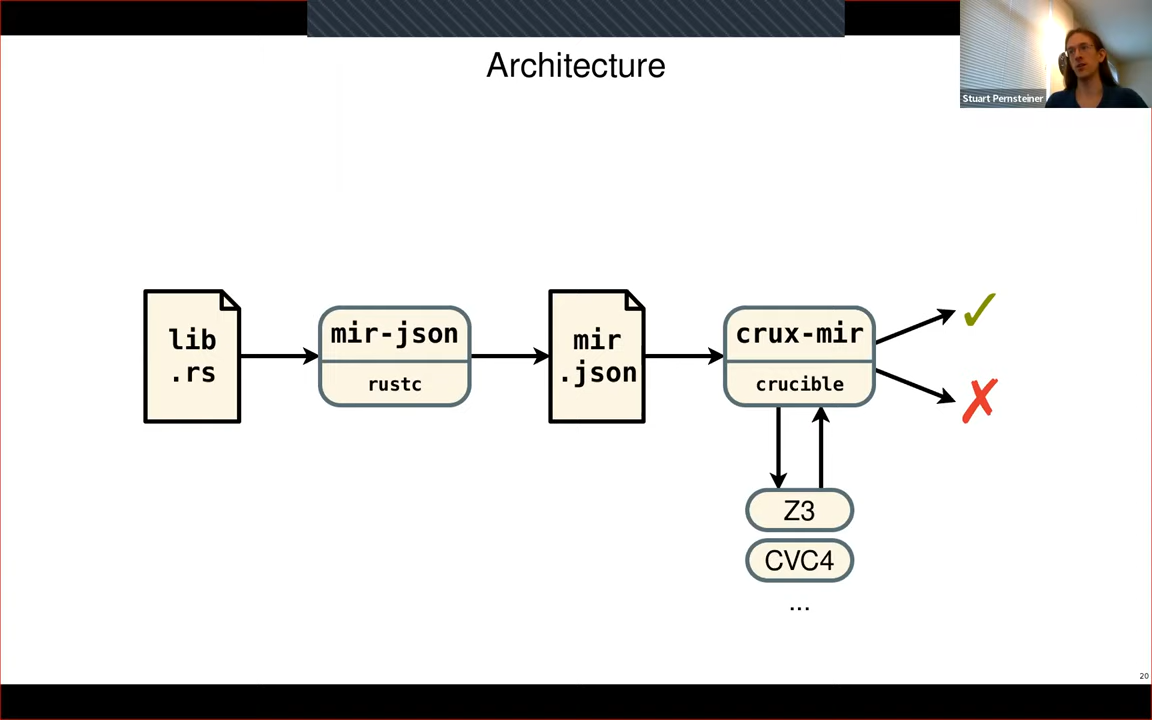 Architecture
Stuart Pernsteiner
lib
.rs
mir-json
rustc
mir
.json
crux-mir
crucible
✓
✗
Z3
CVC4
...
20